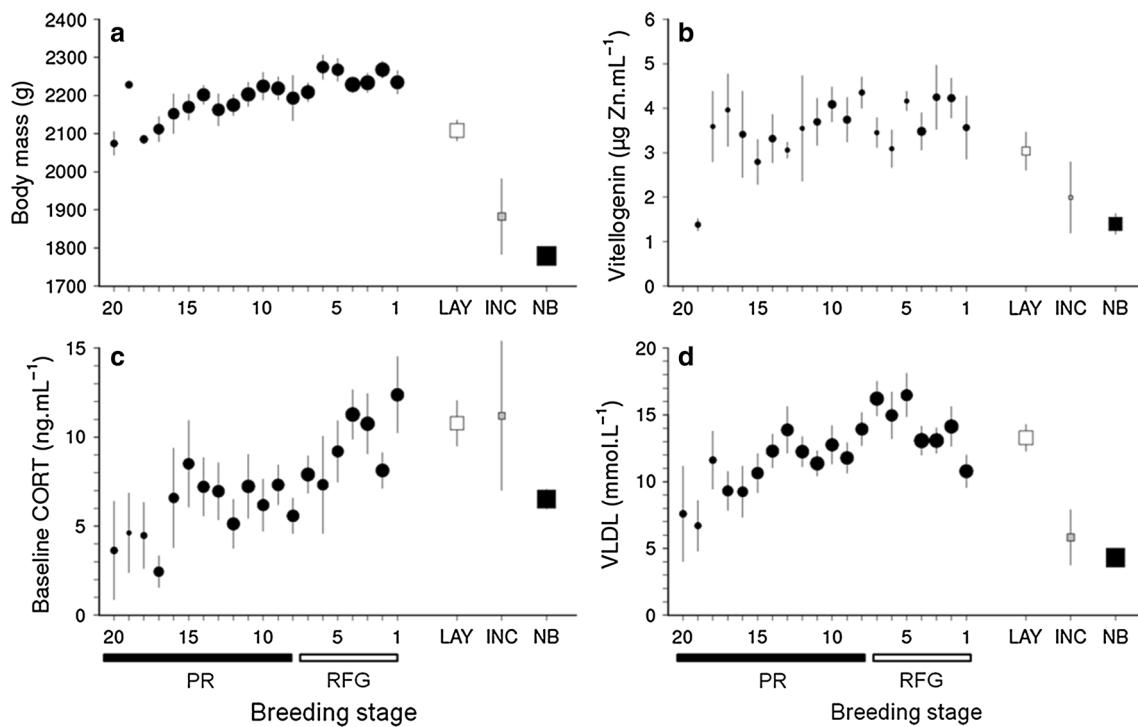 a
Body mass (g)
2400
2300
2200
2100
2000
1900
1800
1700
20 15 10 5 1 LAY INC NB
b
Vitellogenin (µg Zn.mL⁻¹)
6
5
4
3
2
1
0
20 15 10 5 1 LAY INC NB
c
Baseline CORT (ng.mL⁻¹)
15
10
5
0
20 15 10 5 1 LAY INC NB
PR RFG
Breeding stage
d
VLDL (mmol.L⁻¹)
20
15
10
5
0
20 15 10 5 1 LAY INC NB
PR RFG
Breeding stage